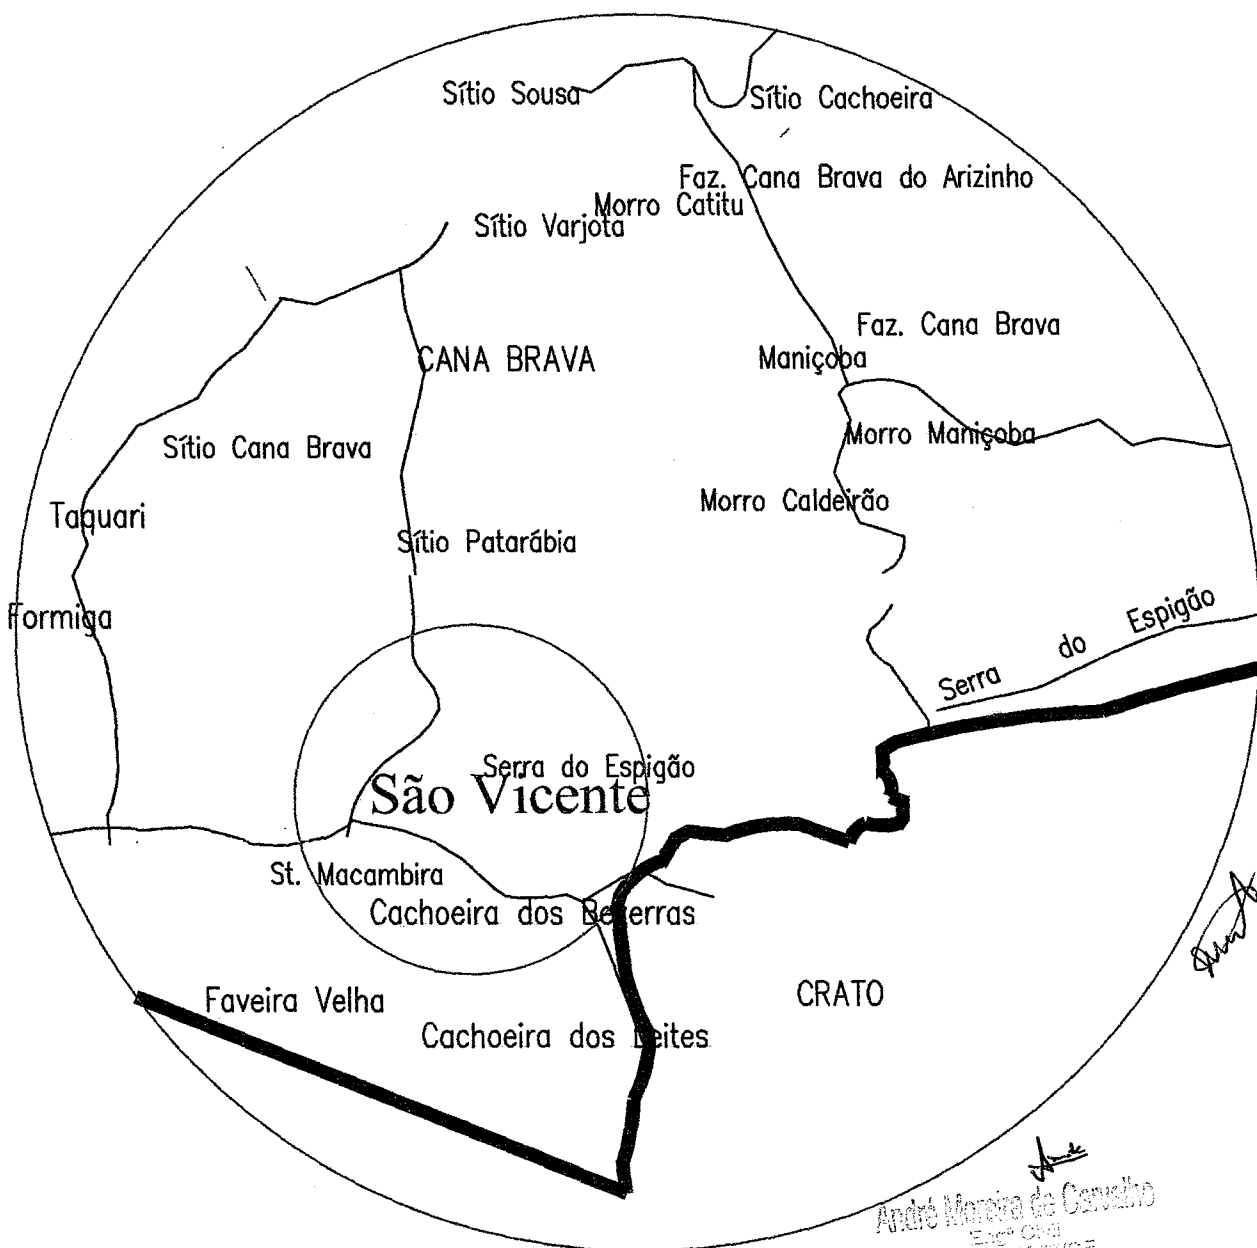 Sítio Sousa
Sítio Cachoeira
Faz. Cana Brava do Arizinho
Morro Catitu
Sítio Varjota
Faz. Cana Brava
CANA BRAVA
Maniçoba
Sítio Cana Brava
Morro Maniçoba
Morro Caldeirão
Taquari
Sítio Patarábia
Formiga
Serra do Espigão
Serra do Espigão
São Vicente
St. Macambira
Cachoeira dos Bezerras
Faveira Velha
CRATO
Cachoeira dos Leites
André Moreira de Carvalho
Engº Civil